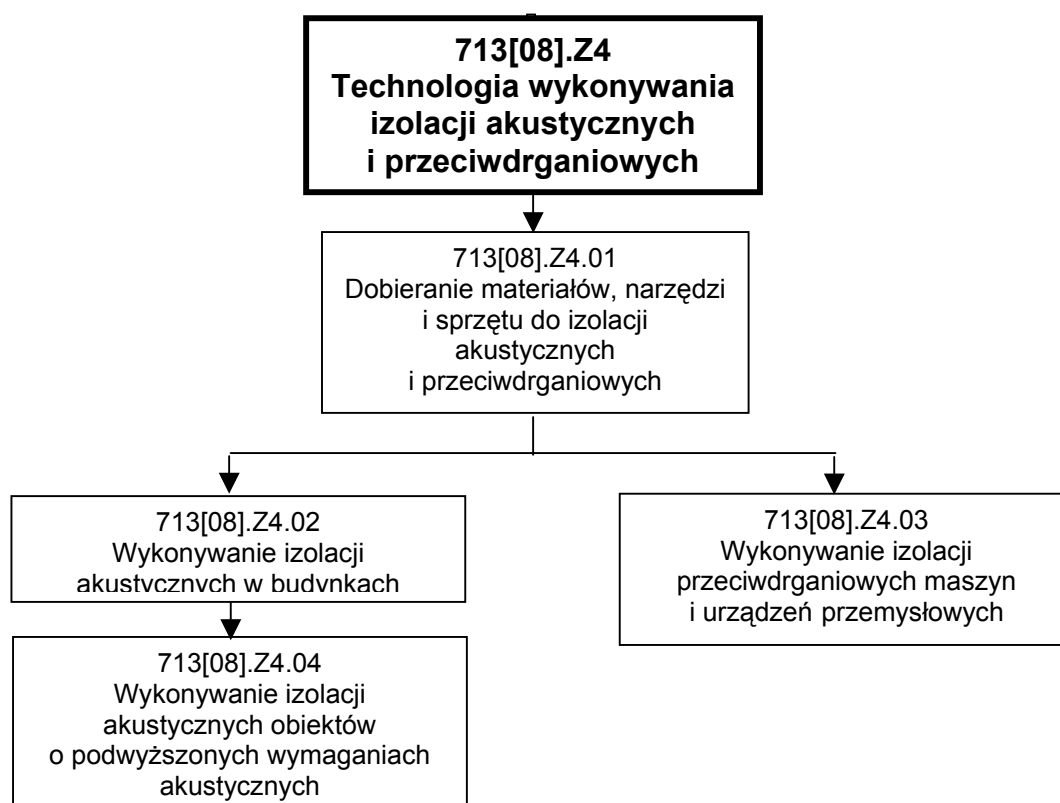 713[08].Z4
Technologia wykonywania
izolacji akustycznych
i przeciwdrganiowych
713[08].Z4.01
Dobieranie materiałów, narzędzi
i sprzętu do izolacji
akustycznych
i przeciwdrganiowych
713[08].Z4.02
Wykonywanie izolacji
akustycznych w budynkach
713[08].Z4.03
Wykonywanie izolacji
przeciwdrganiowych maszyn
i urządzeń przemysłowych
713[08].Z4.04
Wykonywanie izolacji
akustycznych obiektów
o podwyższonych wymaganiach
akustycznych